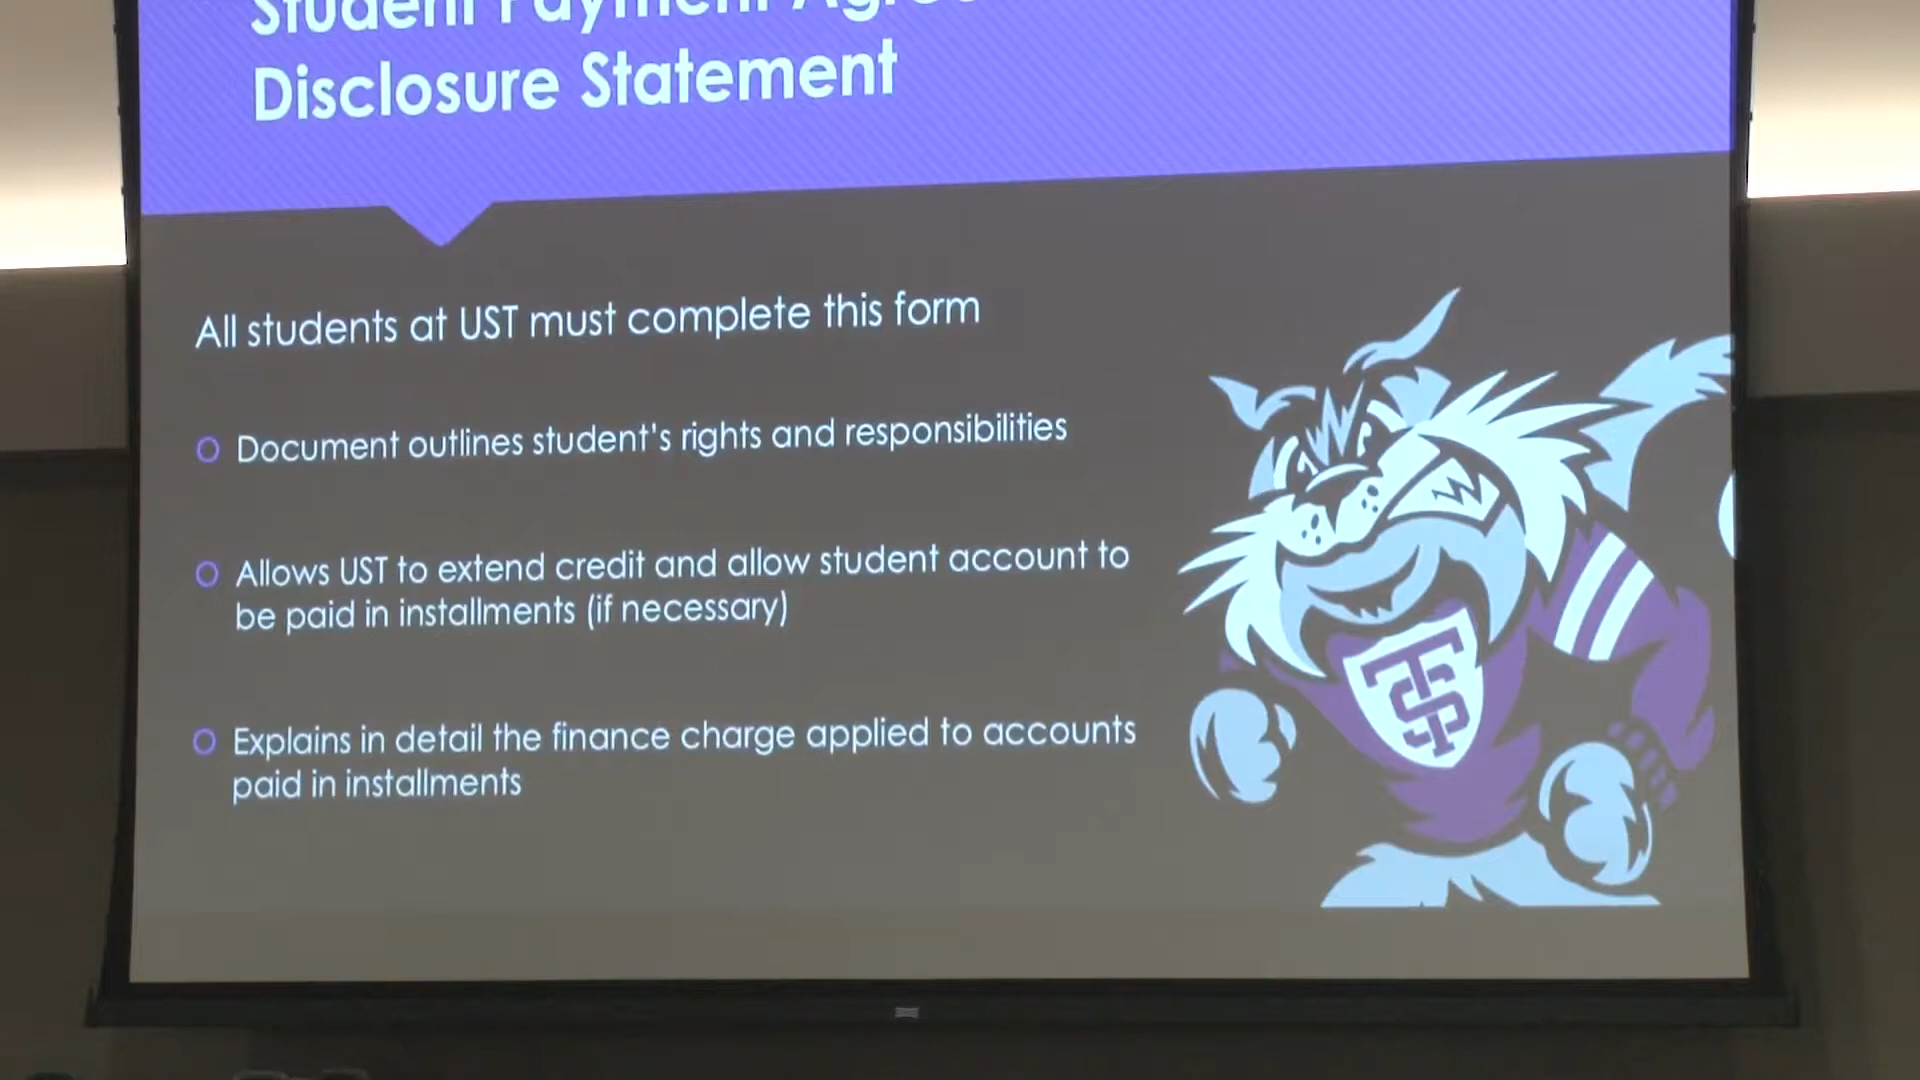 Student Payment
Disclosure Statement
All students at UST must complete this form
Document outlines student's rights and responsibilities
Allows UST to extend credit and allow student account to
be paid in installments (if necessary)
Explains in detail the finance charge applied to accounts
paid in installments